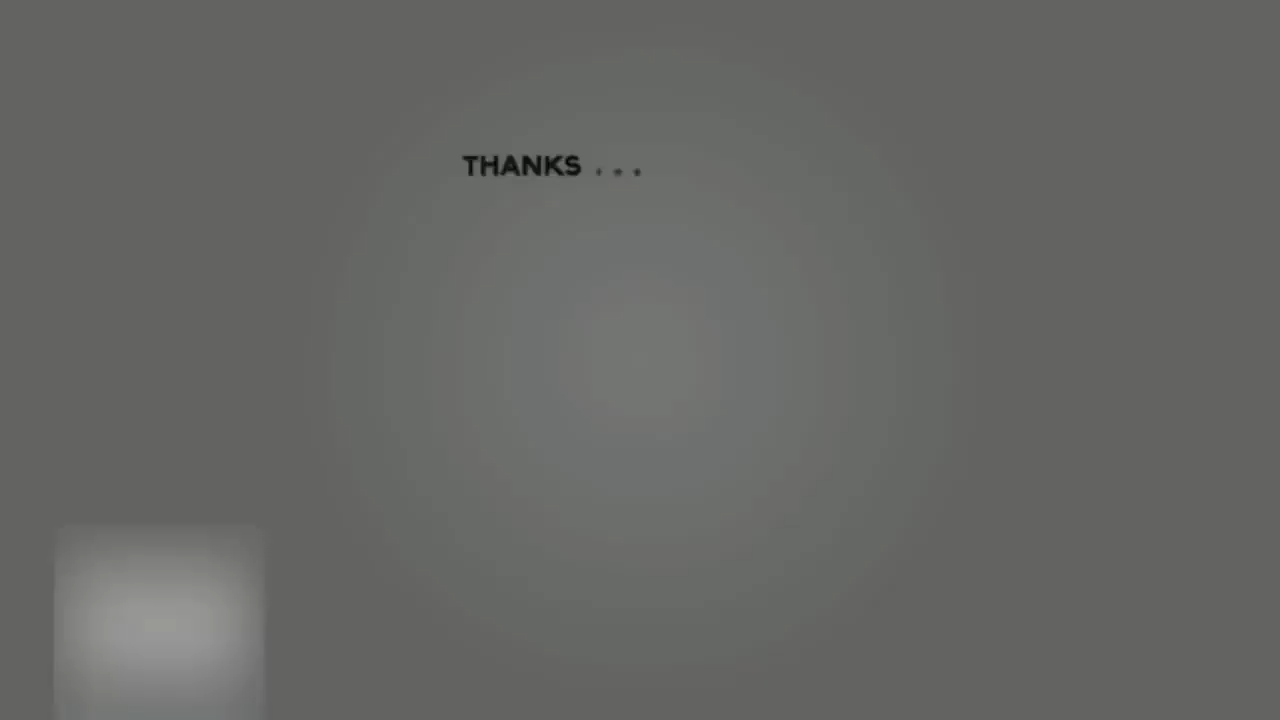 THANKS . . .